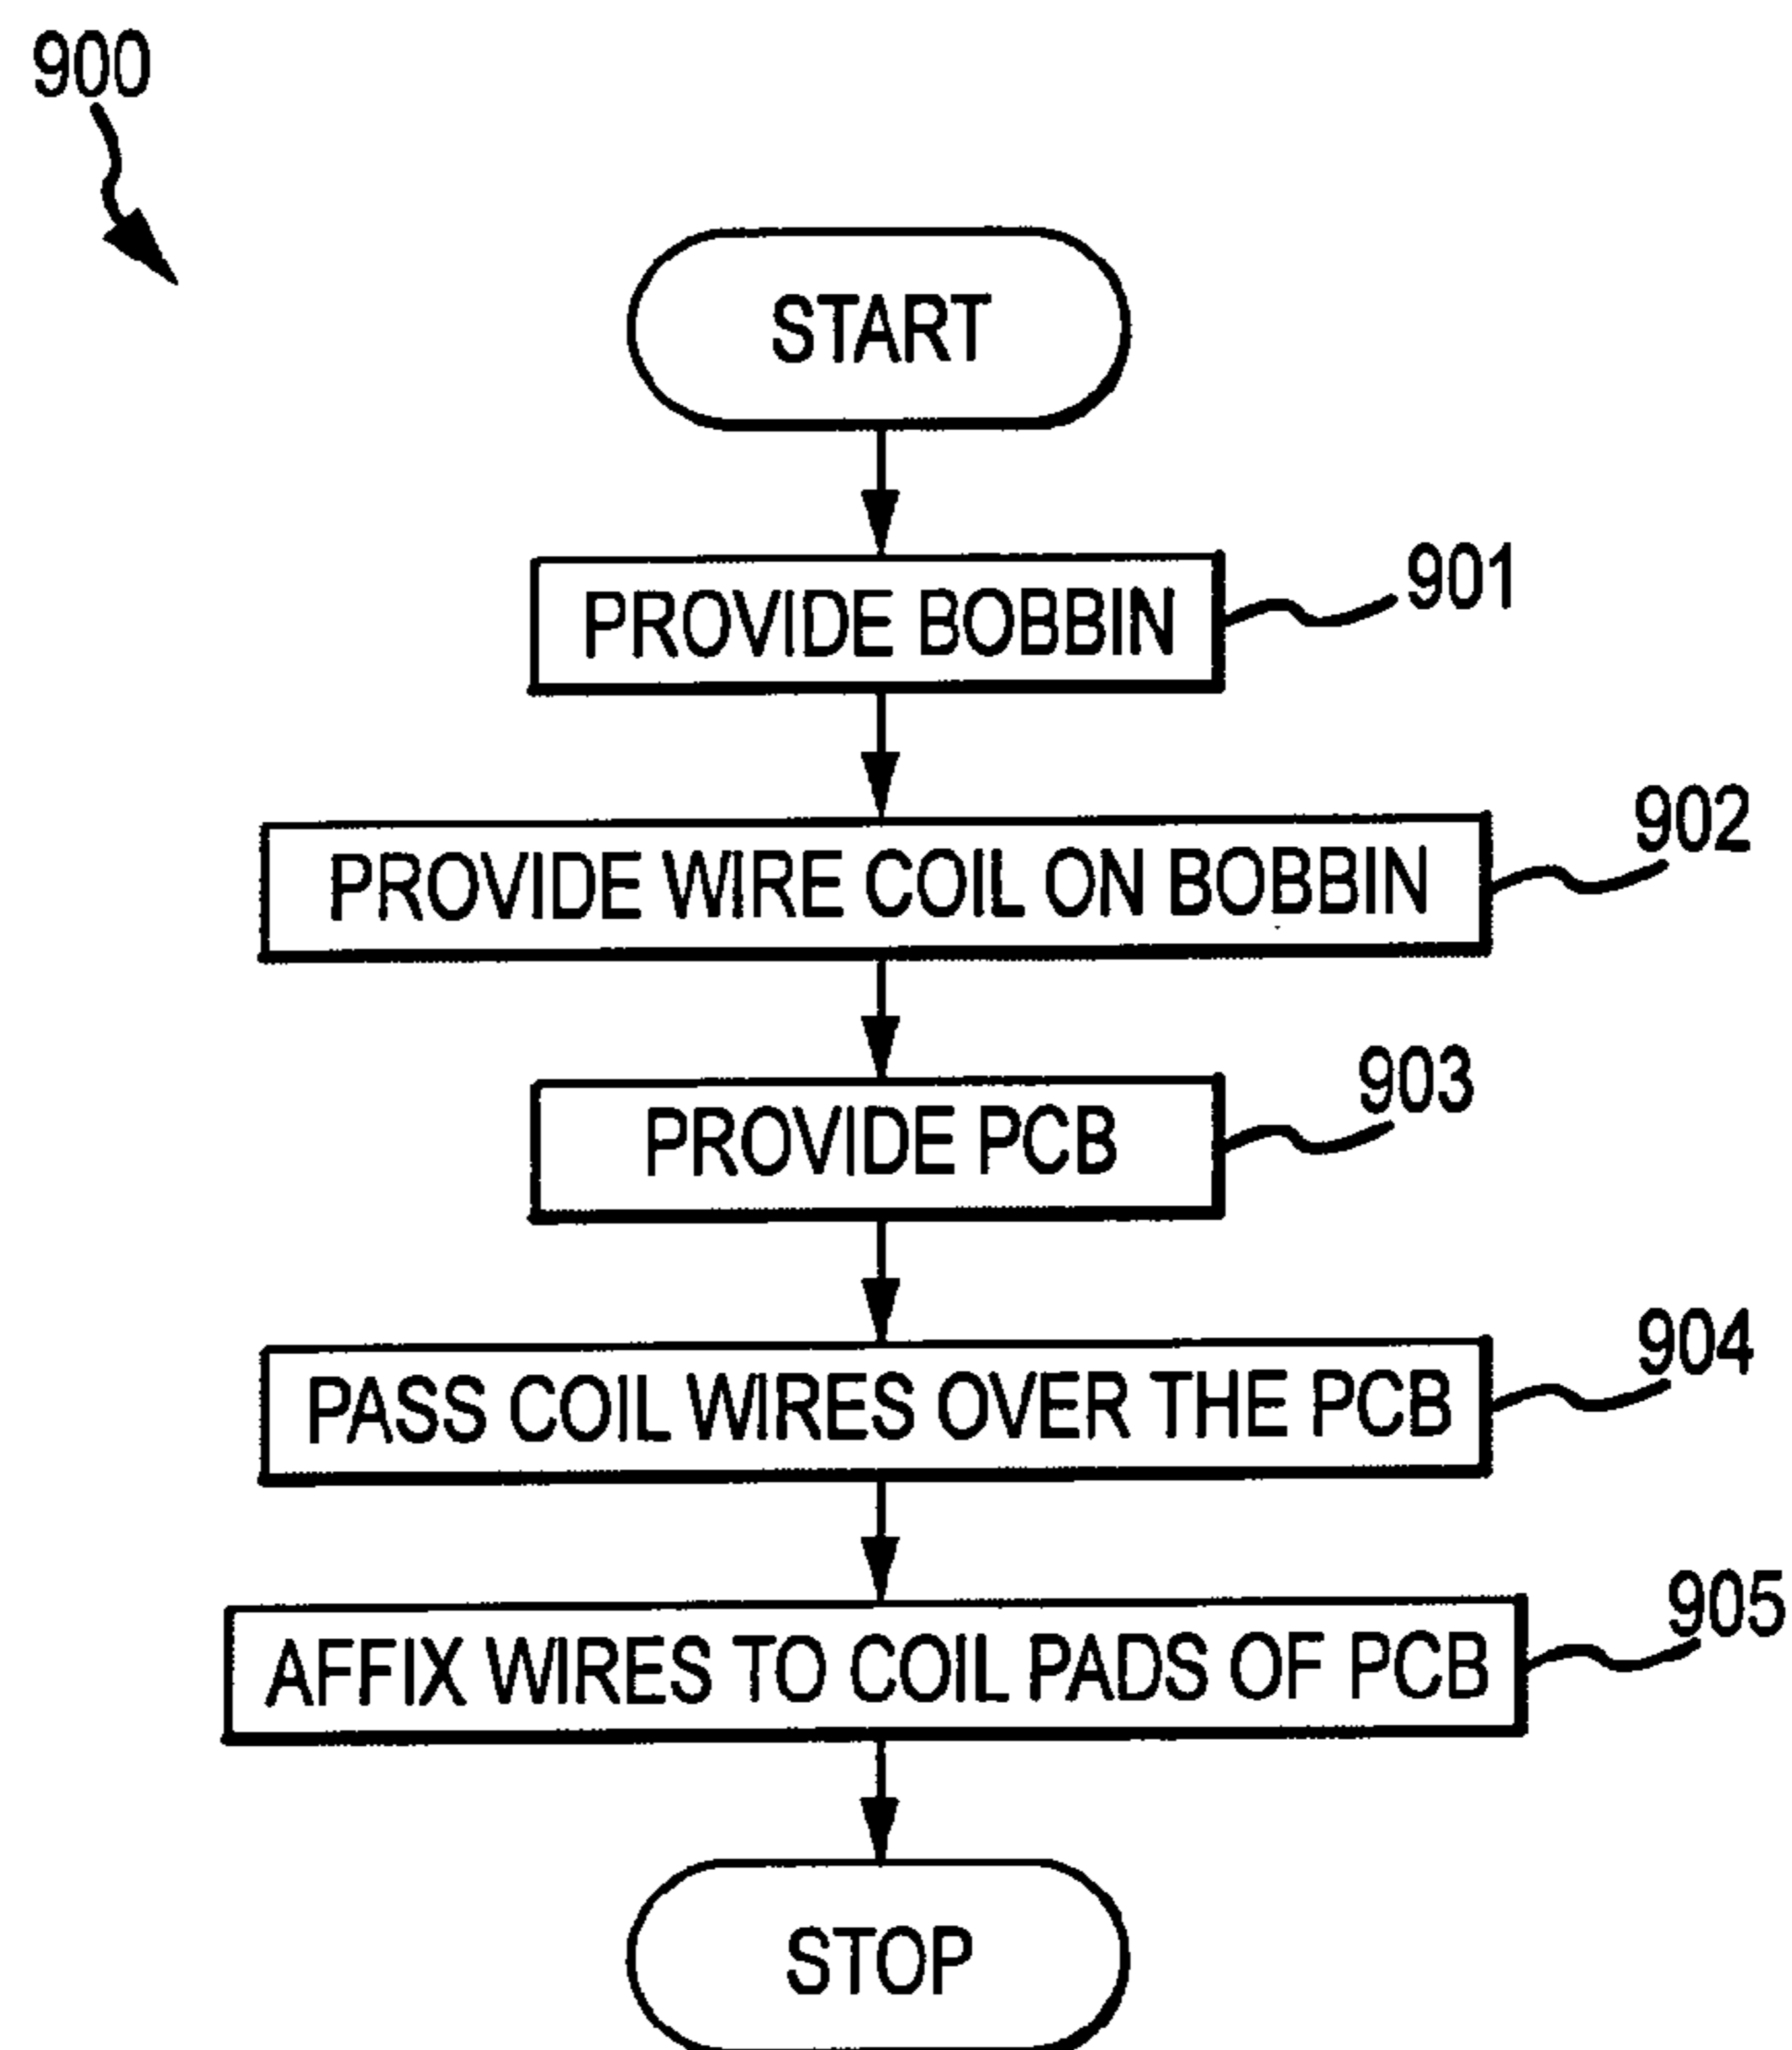 900
START
PROVIDE BOBBIN
901
PROVIDE WIRE COIL ON BOBBIN
902
PROVIDE PCB
903
PASS COIL WIRES OVER THE PCB
904
AFFIX WIRES TO COIL PADS OF PCB
905
STOP